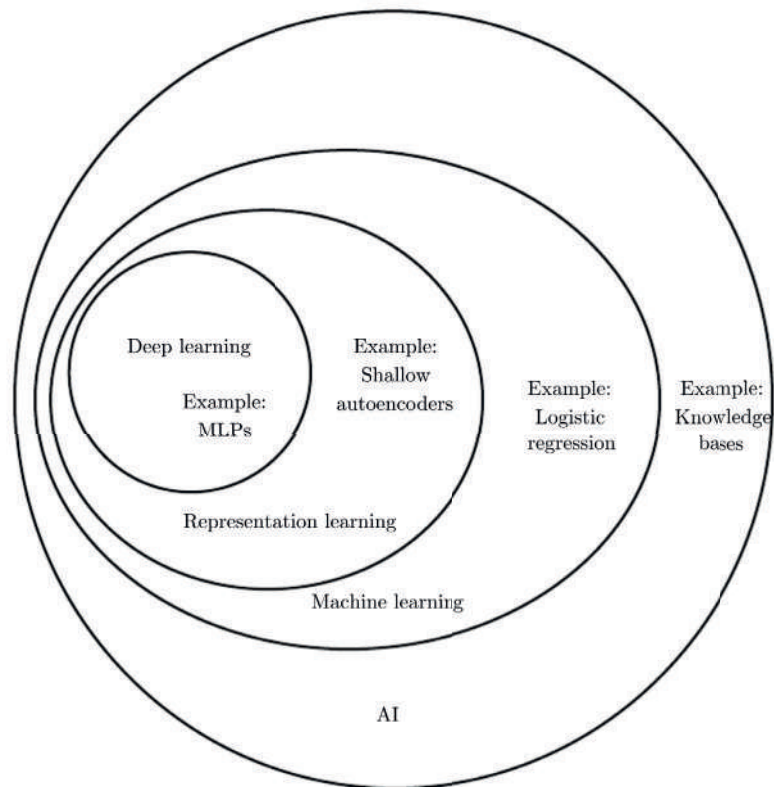 Deep learning
Example:
MLPs
Example:
Shallow
autoencoders
Example:
Logistic
regression
Example:
Knowledge
bases
Representation learning
Machine learning
AI